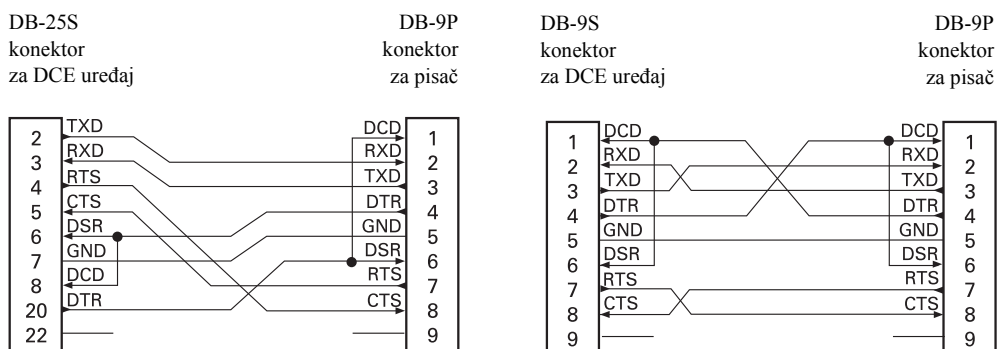 DB-25S
konektor
za DCE uređaj
DB-9P
konektor
za pisač
2 TXD
3 RXD
4 RTS
5 CTS
6 DSR
7 GND
8 DCD
20 DTR
22
DCD 1
RXD 2
TXD 3
DTR 4
GND 5
DSR 6
RTS 7
CTS 8
9
DB-9S
konektor
za DCE uređaj
DB-9P
konektor
za pisač
1 DCD
2 RXD
3 TXD
4 DTR
5 GND
6 DSR
7 RTS
8 CTS
9
DCD 1
RXD 2
TXD 3
DTR 4
GND 5
DSR 6
RTS 7
CTS 8
9